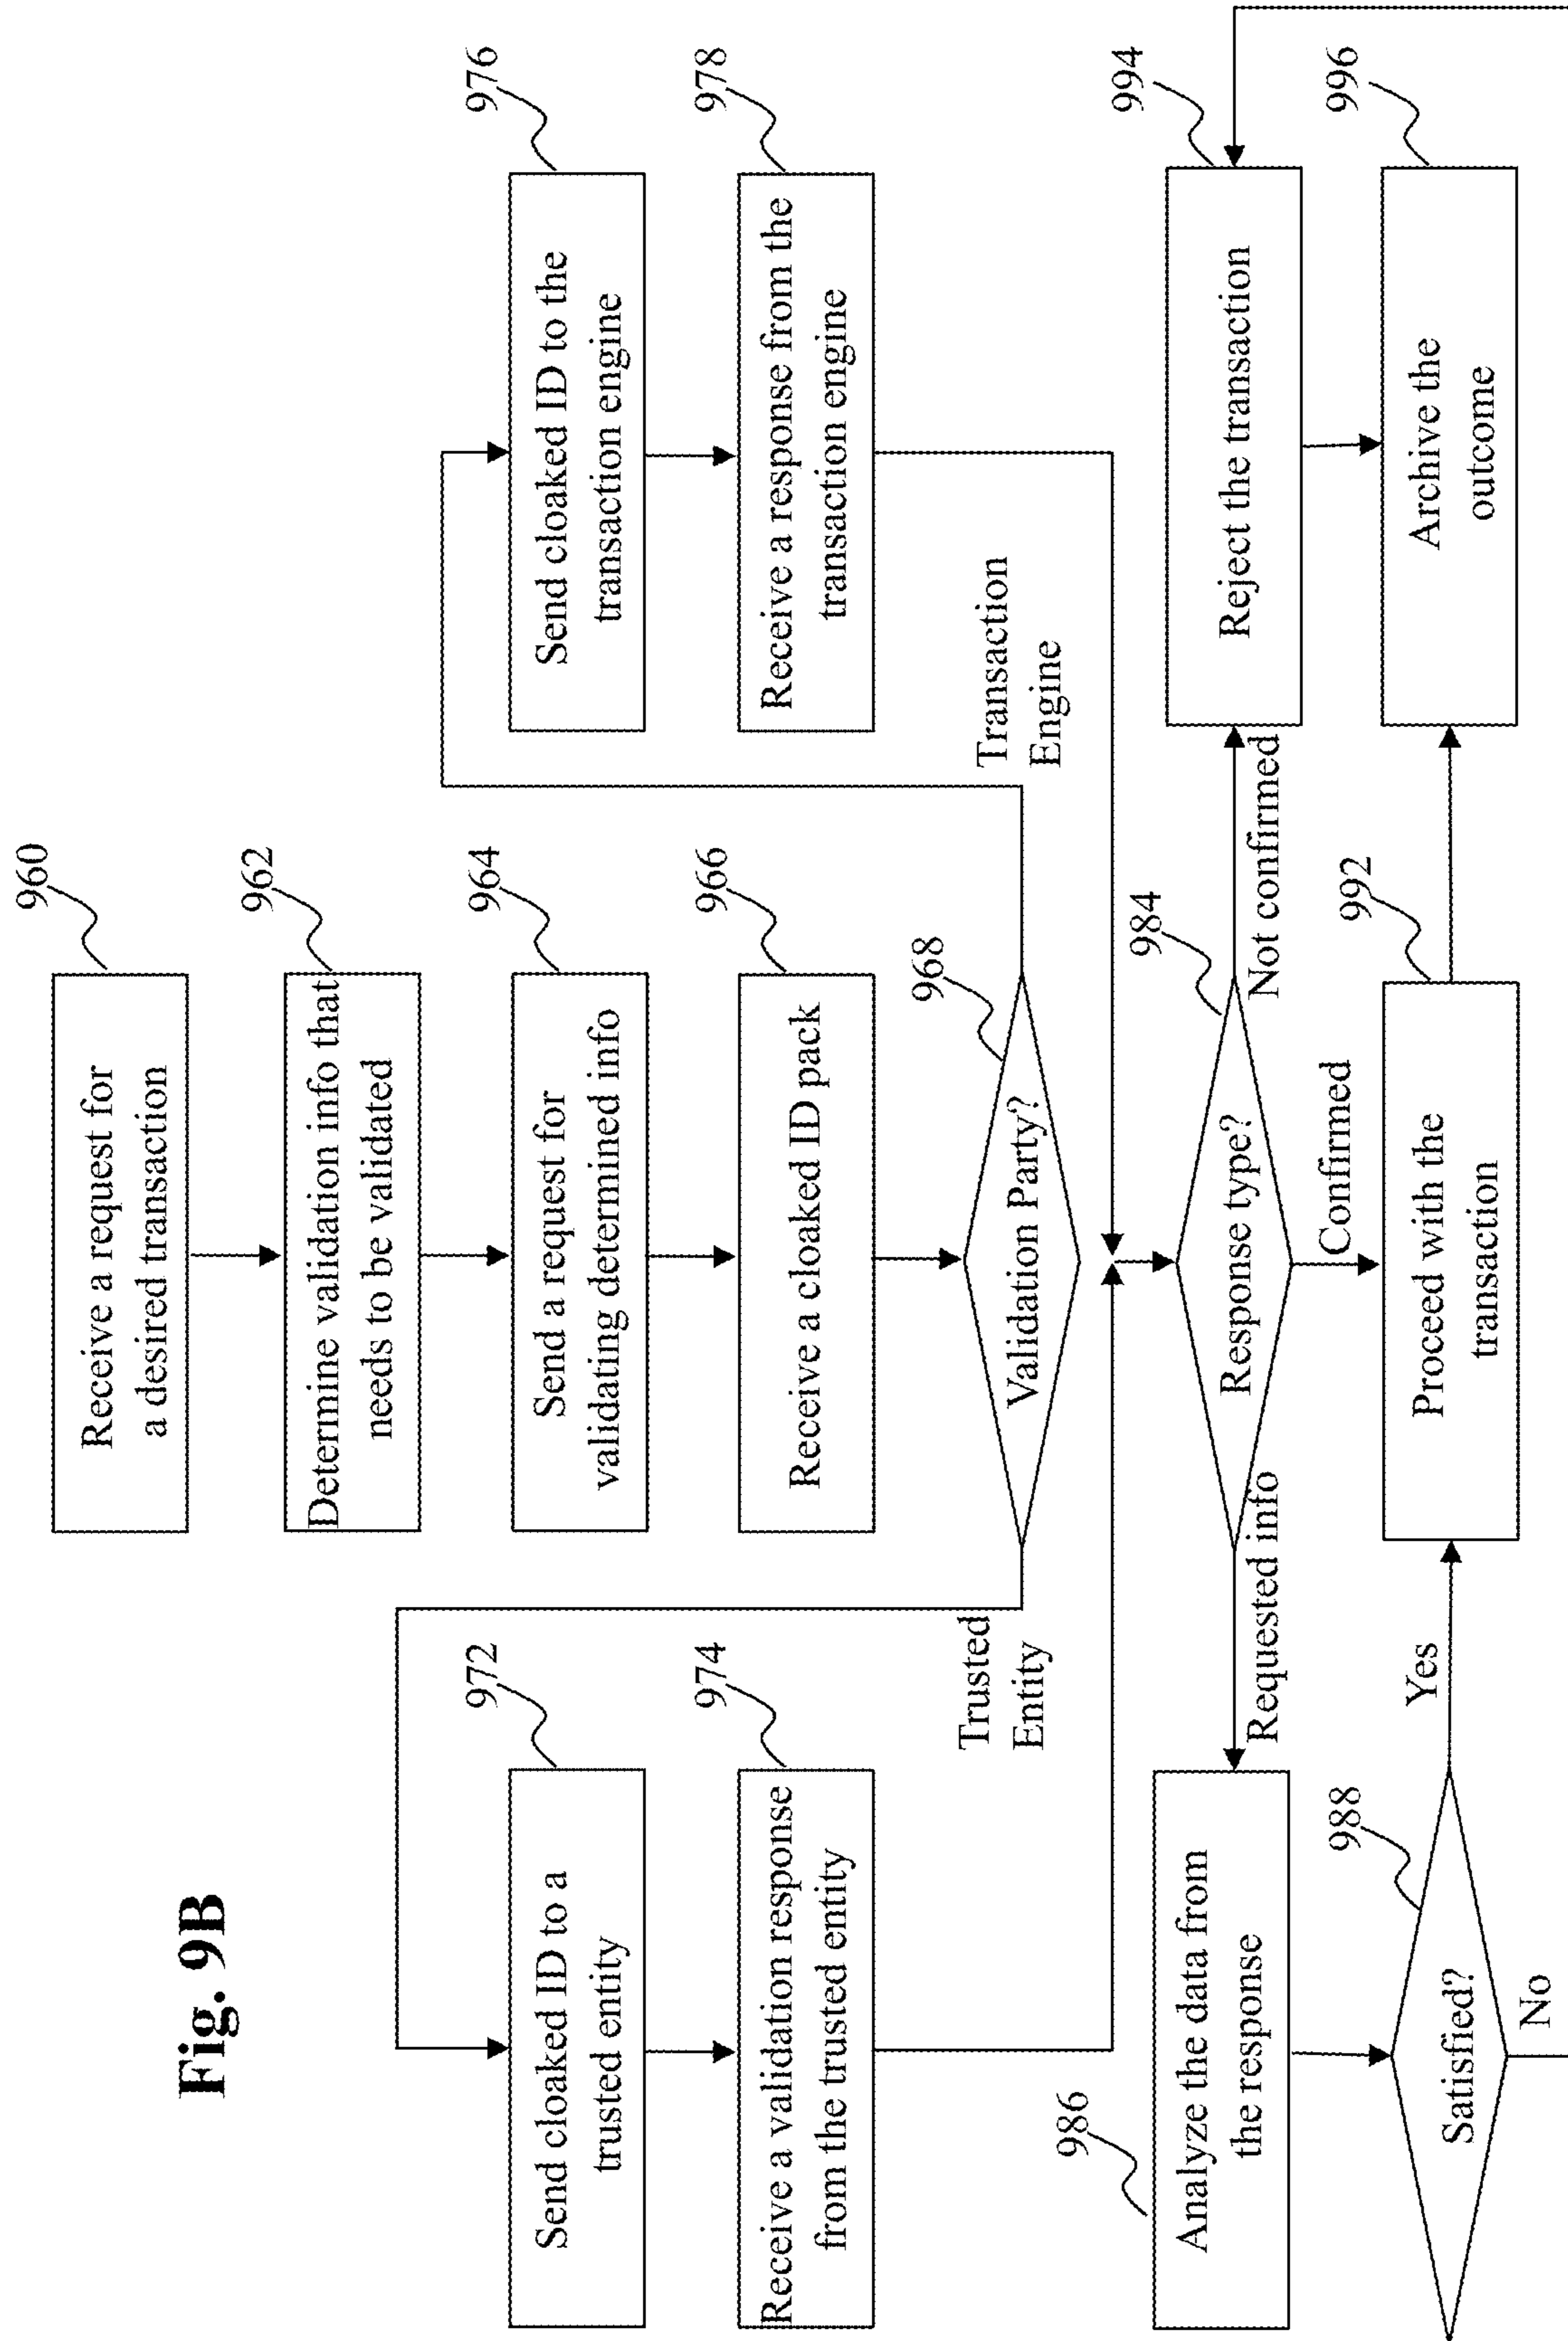 Fig. 9B
960
Receive a request for
a desired transaction
962
Determine validation info that
needs to be validated
964
Send a request for
validating determined info
966
Receive a cloaked ID pack
968
Validation Party?
Trusted
Entity
Transaction
Engine
972
Send cloaked ID to a
trusted entity
974
Receive a validation response
from the trusted entity
976
Send cloaked ID to the
transaction engine
978
Receive a response from the
transaction engine
984
Response type?
Requested info
Confirmed
Not confirmed
986
Analyze the data from
the response
988
Satisfied?
Yes
No
992
Proceed with the
transaction
994
Reject the transaction
996
Archive the
outcome